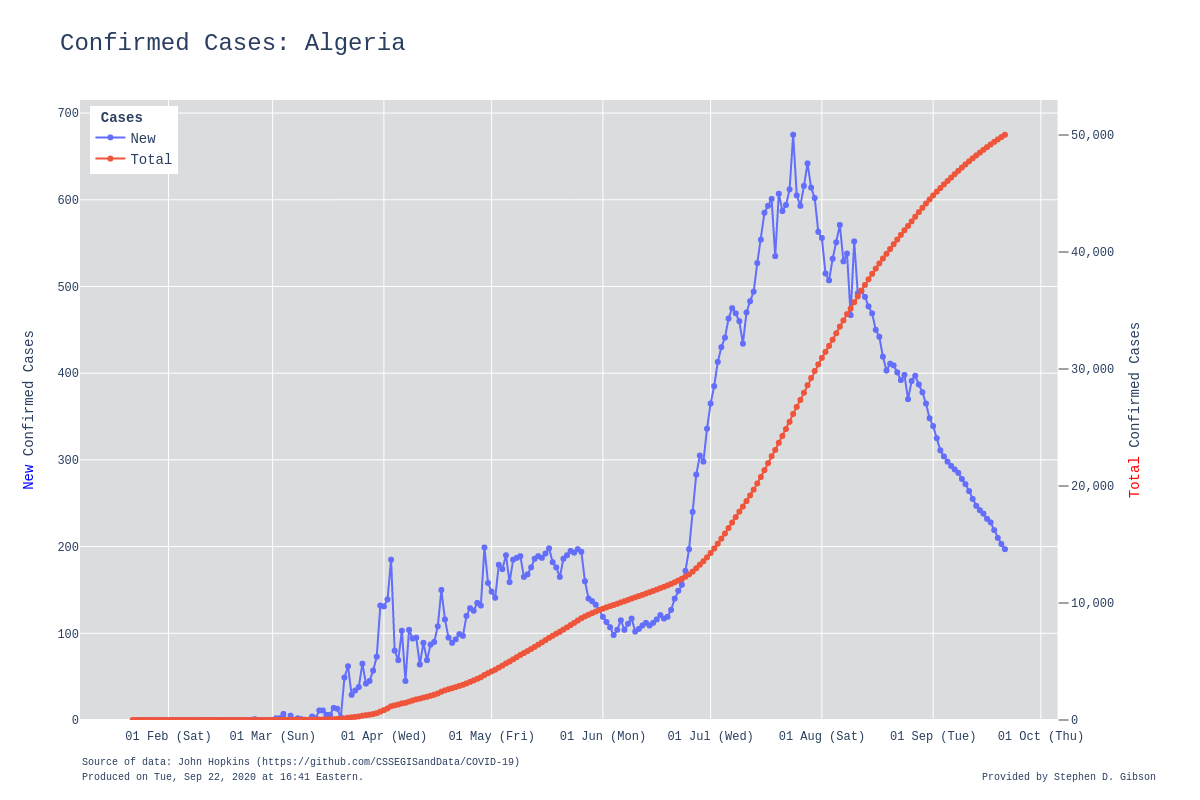 Confirmed Cases: Algeria
Cases
New
Total
700
600
500
400
300
200
100
0
50,000
40,000
30,000
20,000
10,000
0
New Confirmed Cases
Total Confirmed Cases
01 Feb (Sat) 01 Mar (Sun) 01 Apr (Wed) 01 May (Fri) 01 Jun (Mon) 01 Jul (Wed) 01 Aug (Sat) 01 Sep (Tue) 01 Oct (Thu)
Source of data: John Hopkins (https://github.com/CSSEGISandData/COVID-19)
Produced on Tue, Sep 22, 2020 at 16:41 Eastern.
Provided by Stephen D. Gibson